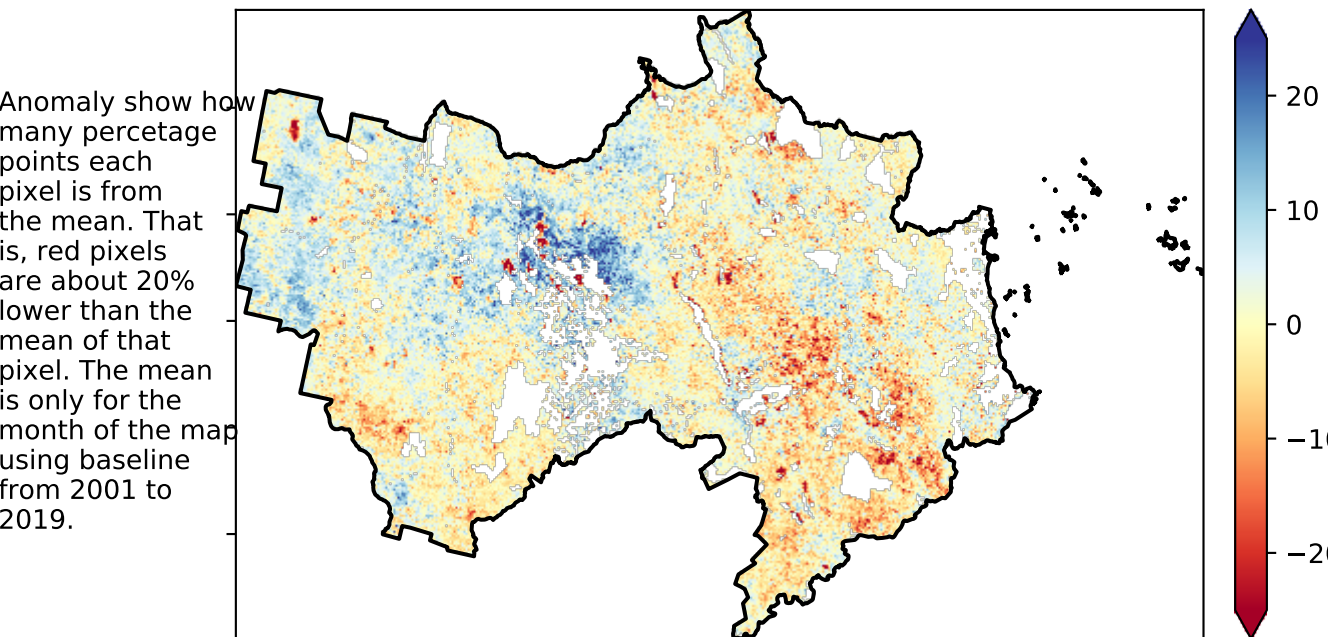 Anomaly show how
many percetage
points each
pixel is from
the mean. That
is, red pixels
are about 20%
lower than the
mean of that
pixel. The mean
is only for the
month of the map
using baseline
from 2001 to
2019.
20
10
0
−10
−20